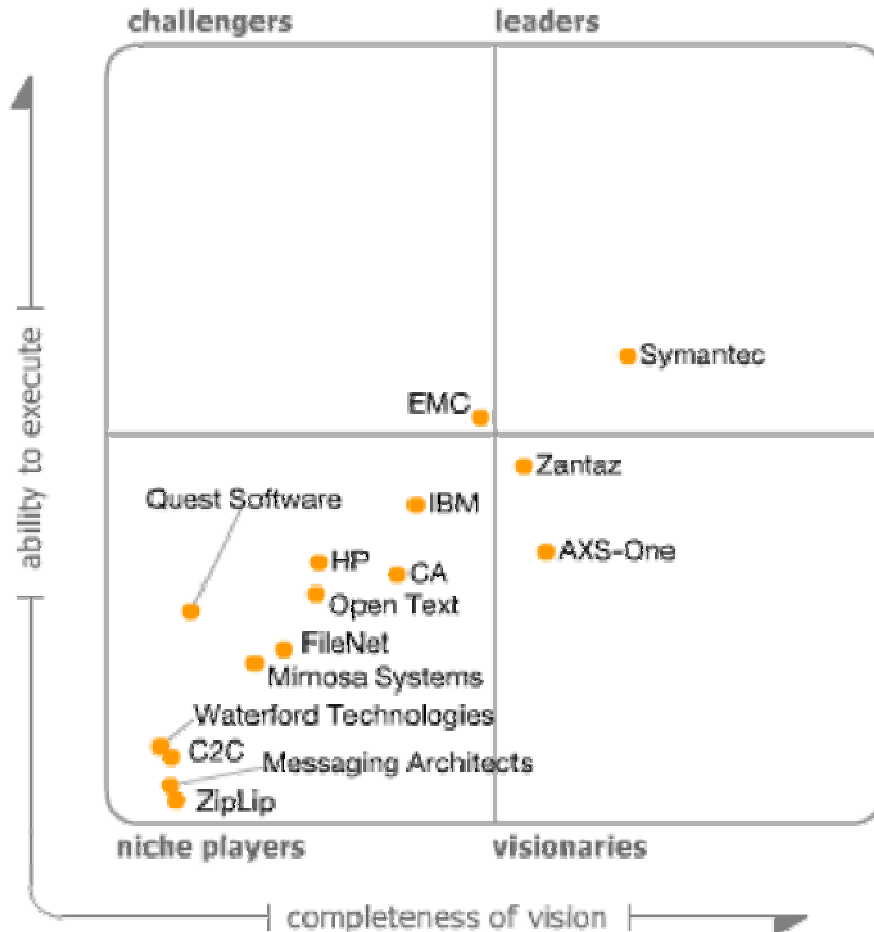 challengers
leaders
Symantec
EMC
Zantaz
Quest Software
IBM
AXS-One
HP
CA
Open Text
FileNet
Mimosa Systems
Waterford Technologies
C2C
Messaging Architects
ZipLip
niche players
visionaries
ability to execute
completeness of vision